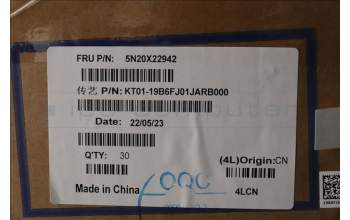 FRU P/N: 5N20X22942
传艺 P/N: KT01-19B6FJ01JARB000
Date: 22/05/23
Q'TY: 30
(4L)Origin:CN
Made in China
4LCN